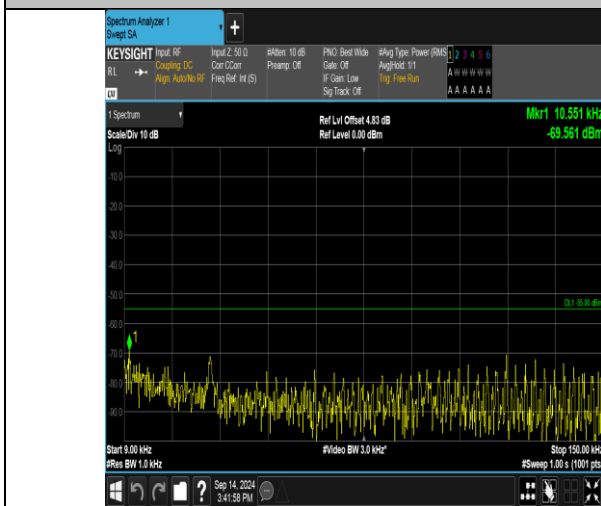 Spectrum Analyzer 1
Swept SA
+
KEYSIGHT Input: RF Input Z: 50 Ω #Atten: 10 dB PNO: Best Wide #Avg Type: Power (RMS 1 2 3 4 5 6
RL Coupling: DC Corr CCorr Preamp: Off Gate: Off Avg|Hold: 1/1 A W W W W W
Align: Auto/No RF Freq Ref: Int (S) IF Gain: Low Trig: Free Run
LXI Sig Track: Off A A A A A A
1 Spectrum Ref Lvl Offset 4.83 dB Mkr1 10.551 kHz
Scale/Div 10 dB Ref Level 0.00 dBm -69.561 dBm
Log
-10.0
-20.0
-30.0
-40.0
-50.0
DL1 -55.00 dBm
-60.0
1
-70.0
-80.0
-90.0
Start 9.00 kHz #Video BW 3.0 kHz* Stop 150.00 kHz
#Res BW 1.0 kHz #Sweep 1.00 s (1001 pts
? Sep 14, 2024
3:41:58 PM